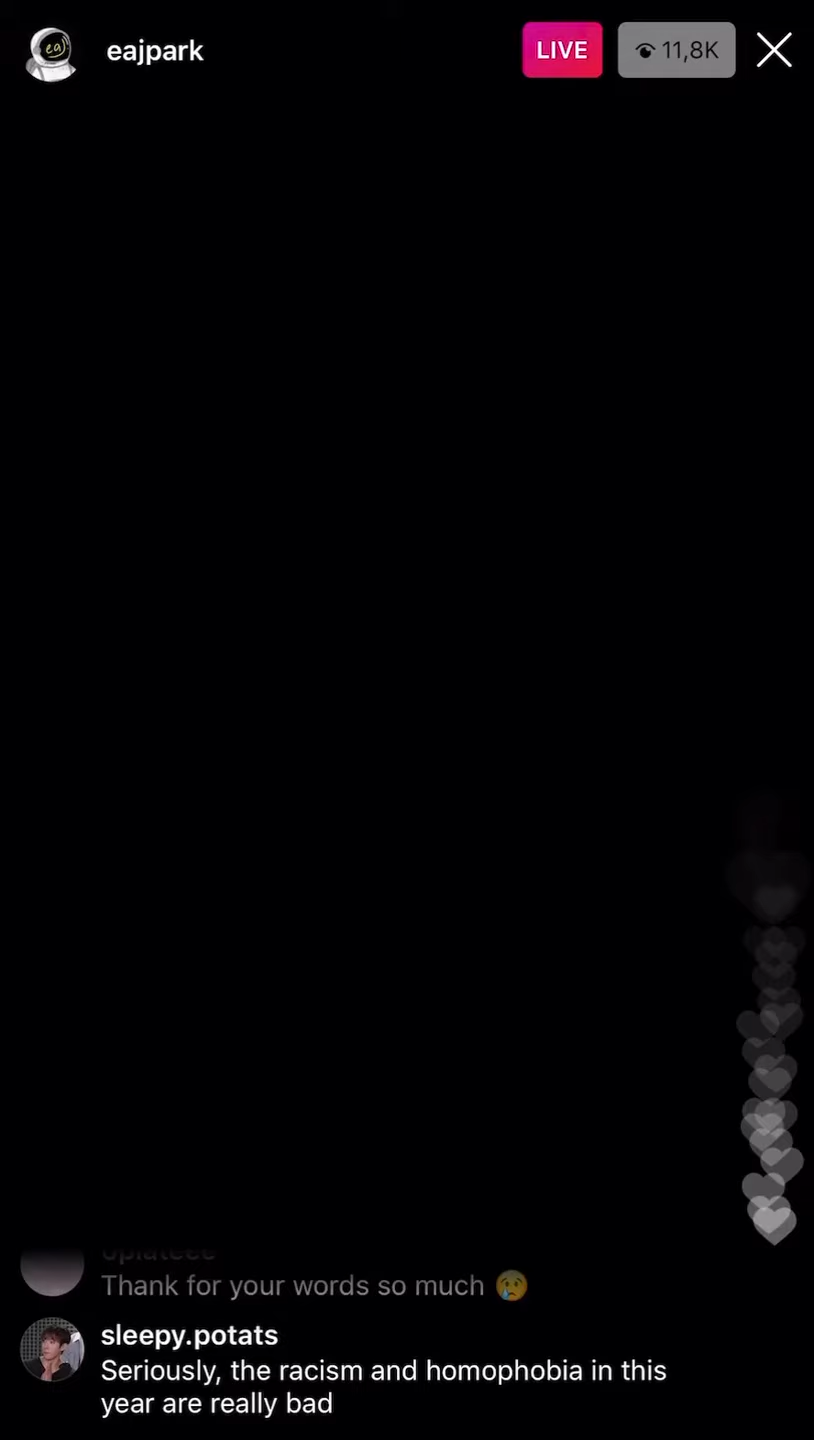 eaj
eajpark
LIVE
11,8K
Thank for your words so much 😢
sleepy.potats
Seriously, the racism and homophobia in this
year are really bad